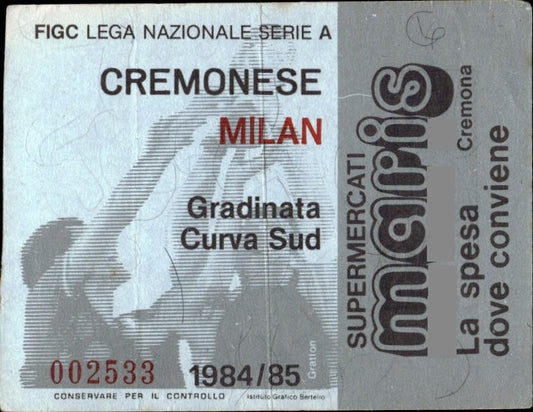 FIGC LEGA NAZIONALE SERIE A
CREMONESE
MILAN
Gradinata
Curva Sud
002533
1984/85
Gratton
CONSERVARE PER IL CONTROLLO
Istituto Grafico Bertello
SUPERMERCATI
maris
Cremona
La spesa
dove conviene